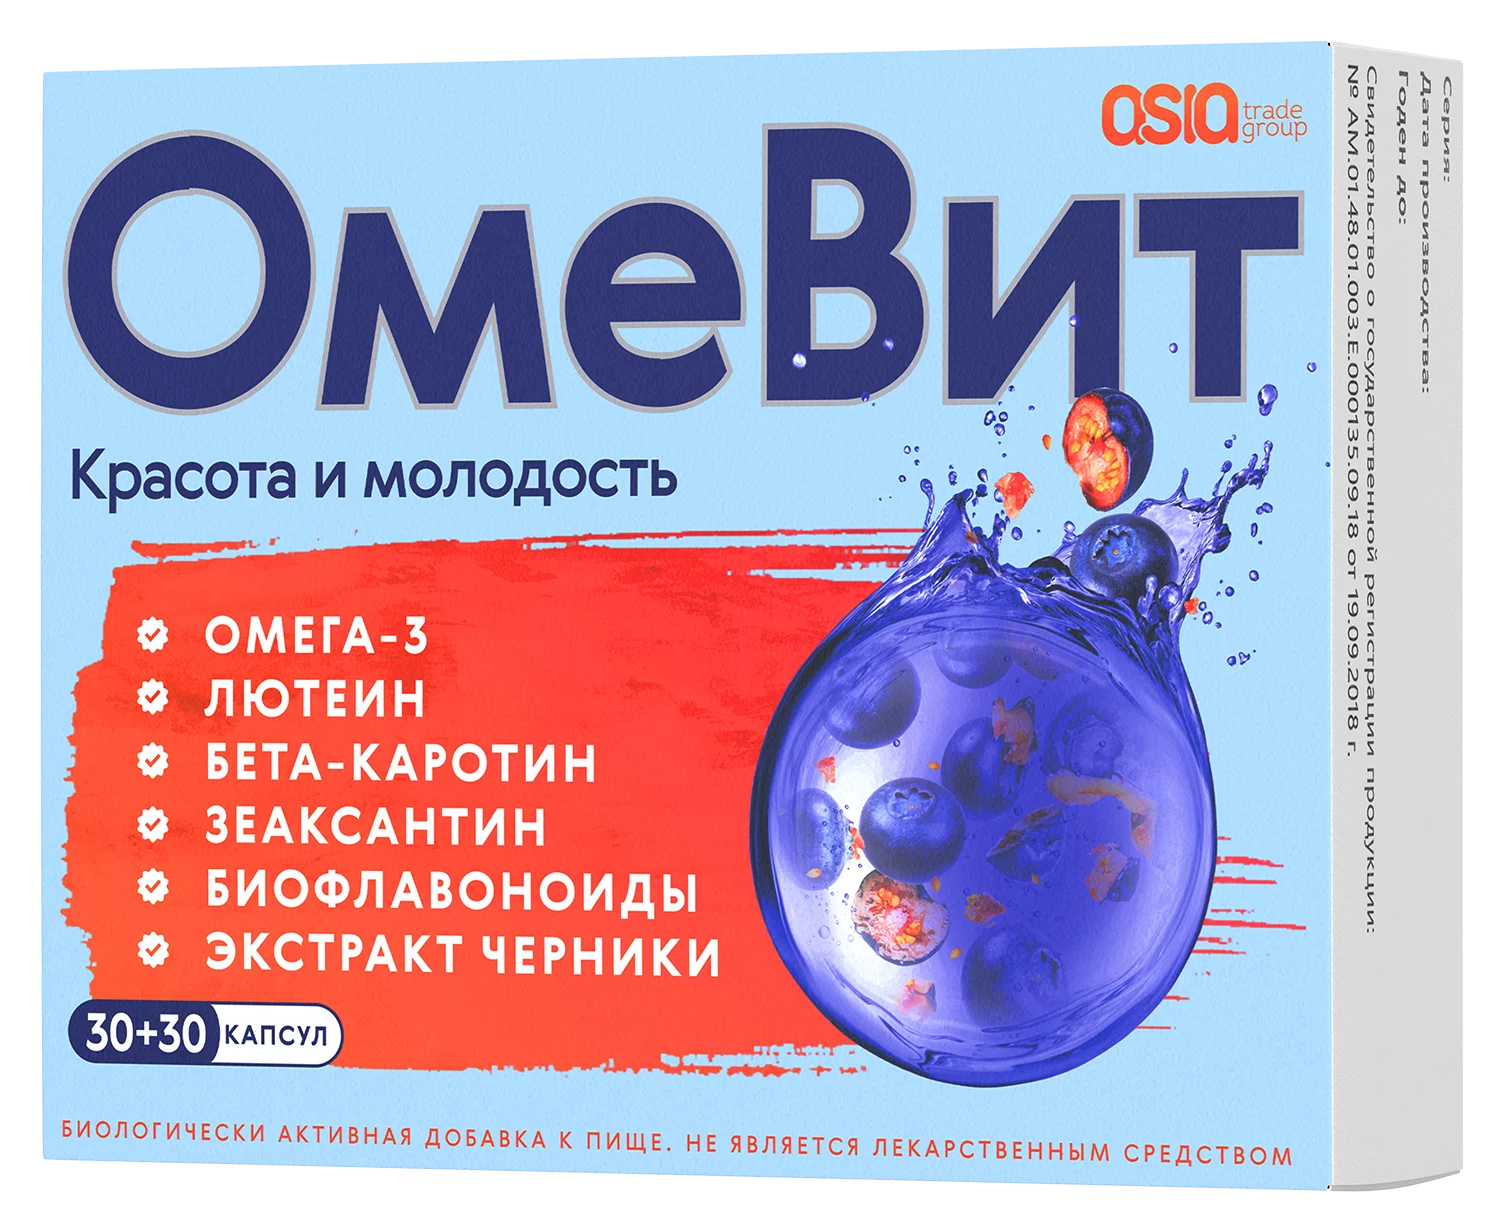 asia trade group
ОмеВит
Красота и молодость
ОМЕГА-3
ЛЮТЕИН
БЕТА-КАРОТИН
ЗЕАКСАНТИН
БИОФЛАВОНОИДЫ
ЭКСТРАКТ ЧЕРНИКИ
30+30 КАПСУЛ
БИОЛОГИЧЕСКИ АКТИВНАЯ ДОБАВКА К ПИЩЕ. НЕ ЯВЛЯЕТСЯ ЛЕКАРСТВЕННЫМ СРЕДСТВОМ
Серия:
Дата производства:
Годен до:
Свидетельство о государственной регистрации продукции:
№ АМ.01.48.01.003.Е.000135.09.18 от 19.09.2018 г.